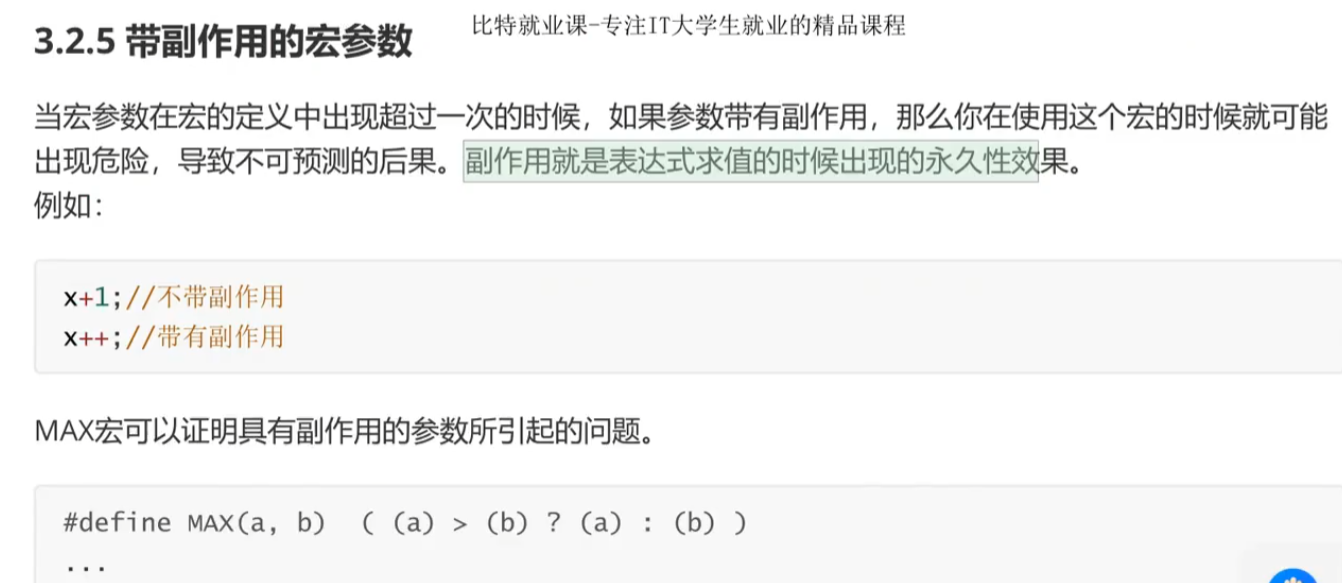 3.2.5 带副作用的宏参数
比特就业课-专注IT大学生就业的精品课程
当宏参数在宏的定义中出现超过一次的时候，如果参数带有副作用，那么你在使用这个宏的时候就可能
出现危险，导致不可预测的后果。副作用就是表达式求值的时候出现的永久性效果。
例如：
x+1;//不带副作用
x++;//带有副作用
MAX宏可以证明具有副作用的参数所引起的问题。
#define MAX(a, b)  ( (a) > (b) ? (a) : (b) )
...